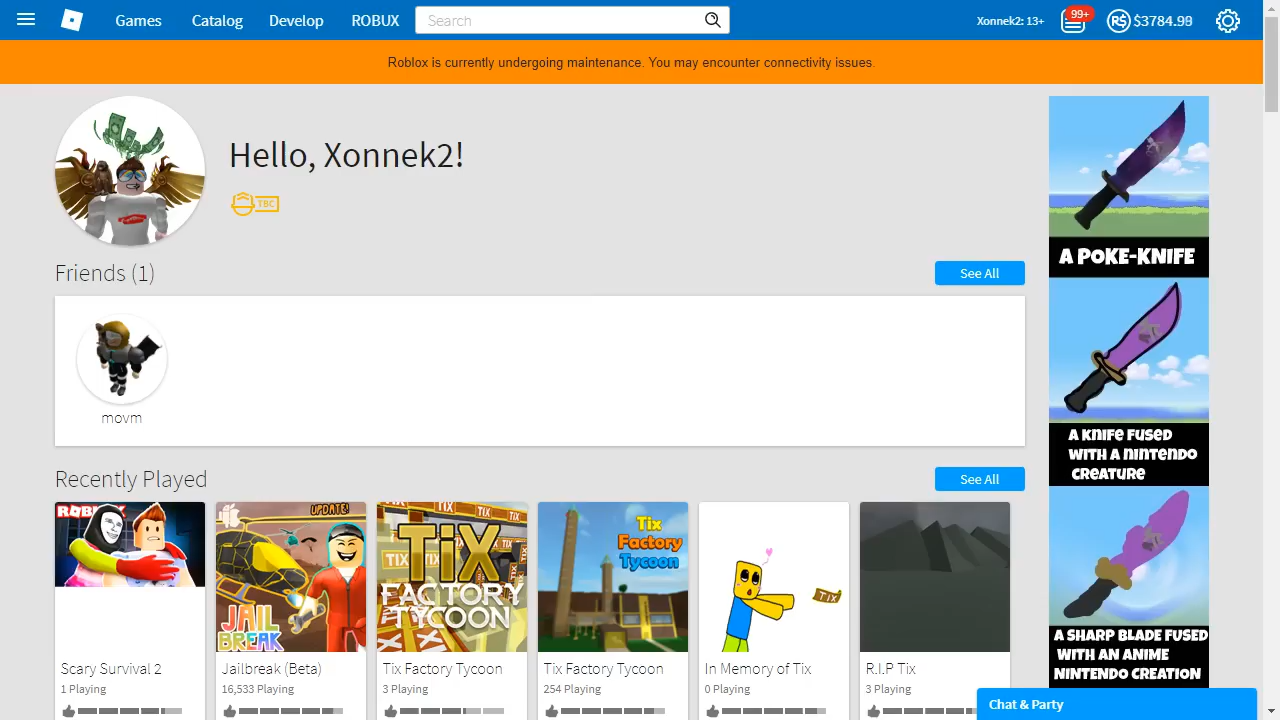 Games
Catalog
Develop
ROBUX
Search
Xonnek2: 13+
99+
R$
$3784.99
Roblox is currently undergoing maintenance. You may encounter connectivity issues.
Hello, Xonnek2!
TBC
Friends (1)
See All
movm
Recently Played
See All
UPDATE!
JAIL
BREAK
TIX
FACTORY
TYCOON
Tix
Factory
Tycoon
TIX
Scary Survival 2
Jailbreak (Beta)
Tix Factory Tycoon
Tix Factory Tycoon
In Memory of Tix
R.I.P Tix
1 Playing
16,533 Playing
3 Playing
254 Playing
0 Playing
3 Playing
A POKE-KNIFE
A KNIFE FUSED
WITH A NINTENDO
CREATURE
A SHARP BLADE FUSED
WITH AN ANIME
NINTENDO CREATION
Chat & Party